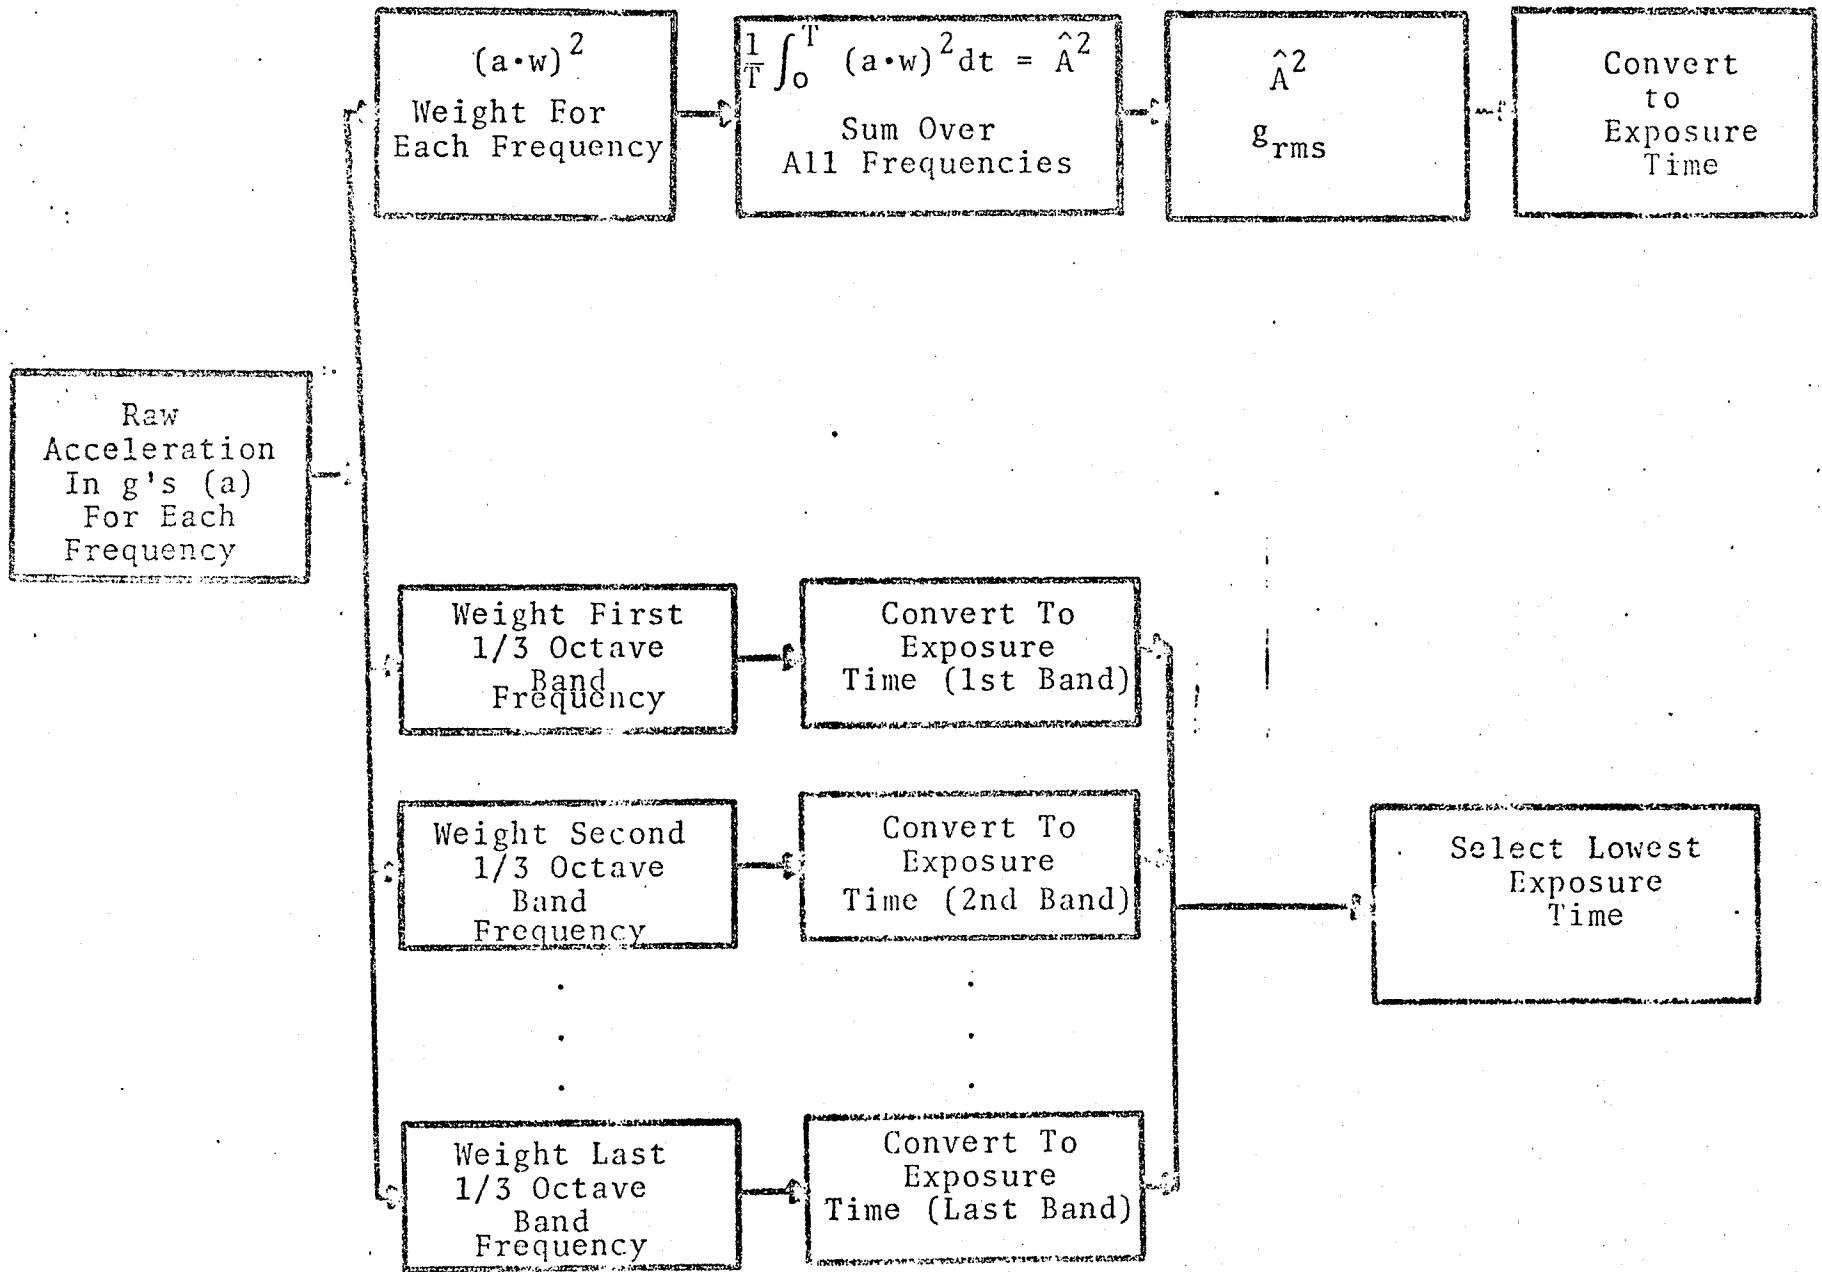 (a•w)²
Weight For
Each Frequency
1/T ∫₀ᵀ (a•w)² dt = Â²
Sum Over
All Frequencies
Â²
g_rms
Convert
to
Exposure
Time
Raw
Acceleration
In g's (a)
For Each
Frequency
Weight First
1/3 Octave
Band
Frequency
Convert To
Exposure
Time (1st Band)
Weight Second
1/3 Octave
Band
Frequency
Convert To
Exposure
Time (2nd Band)
Select Lowest
Exposure
Time
Weight Last
1/3 Octave
Band
Frequency
Convert To
Exposure
Time (Last Band)